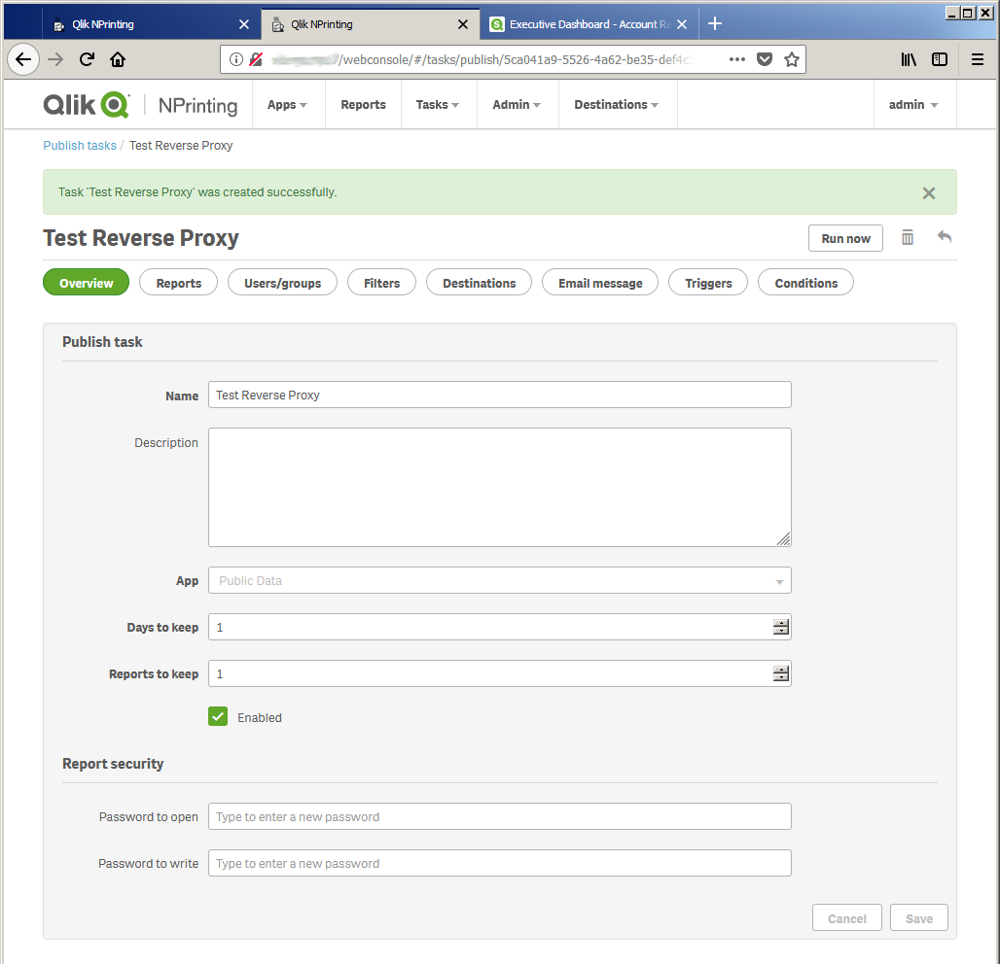 Qlik NPrinting
Qlik NPrinting
Executive Dashboard - Account Re
/webconsole/#/tasks/publish/5ca041a9-5526-4a62-be35-def4c
Qlik NPrinting
Apps
Reports
Tasks
Admin
Destinations
admin
Publish tasks / Test Reverse Proxy
Task 'Test Reverse Proxy' was created successfully.
Test Reverse Proxy
Run now
Overview
Reports
Users/groups
Filters
Destinations
Email message
Triggers
Conditions
Publish task
Name
Test Reverse Proxy
Description
App
Public Data
Days to keep
1
Reports to keep
1
Enabled
Report security
Password to open
Type to enter a new password
Password to write
Type to enter a new password
Cancel
Save